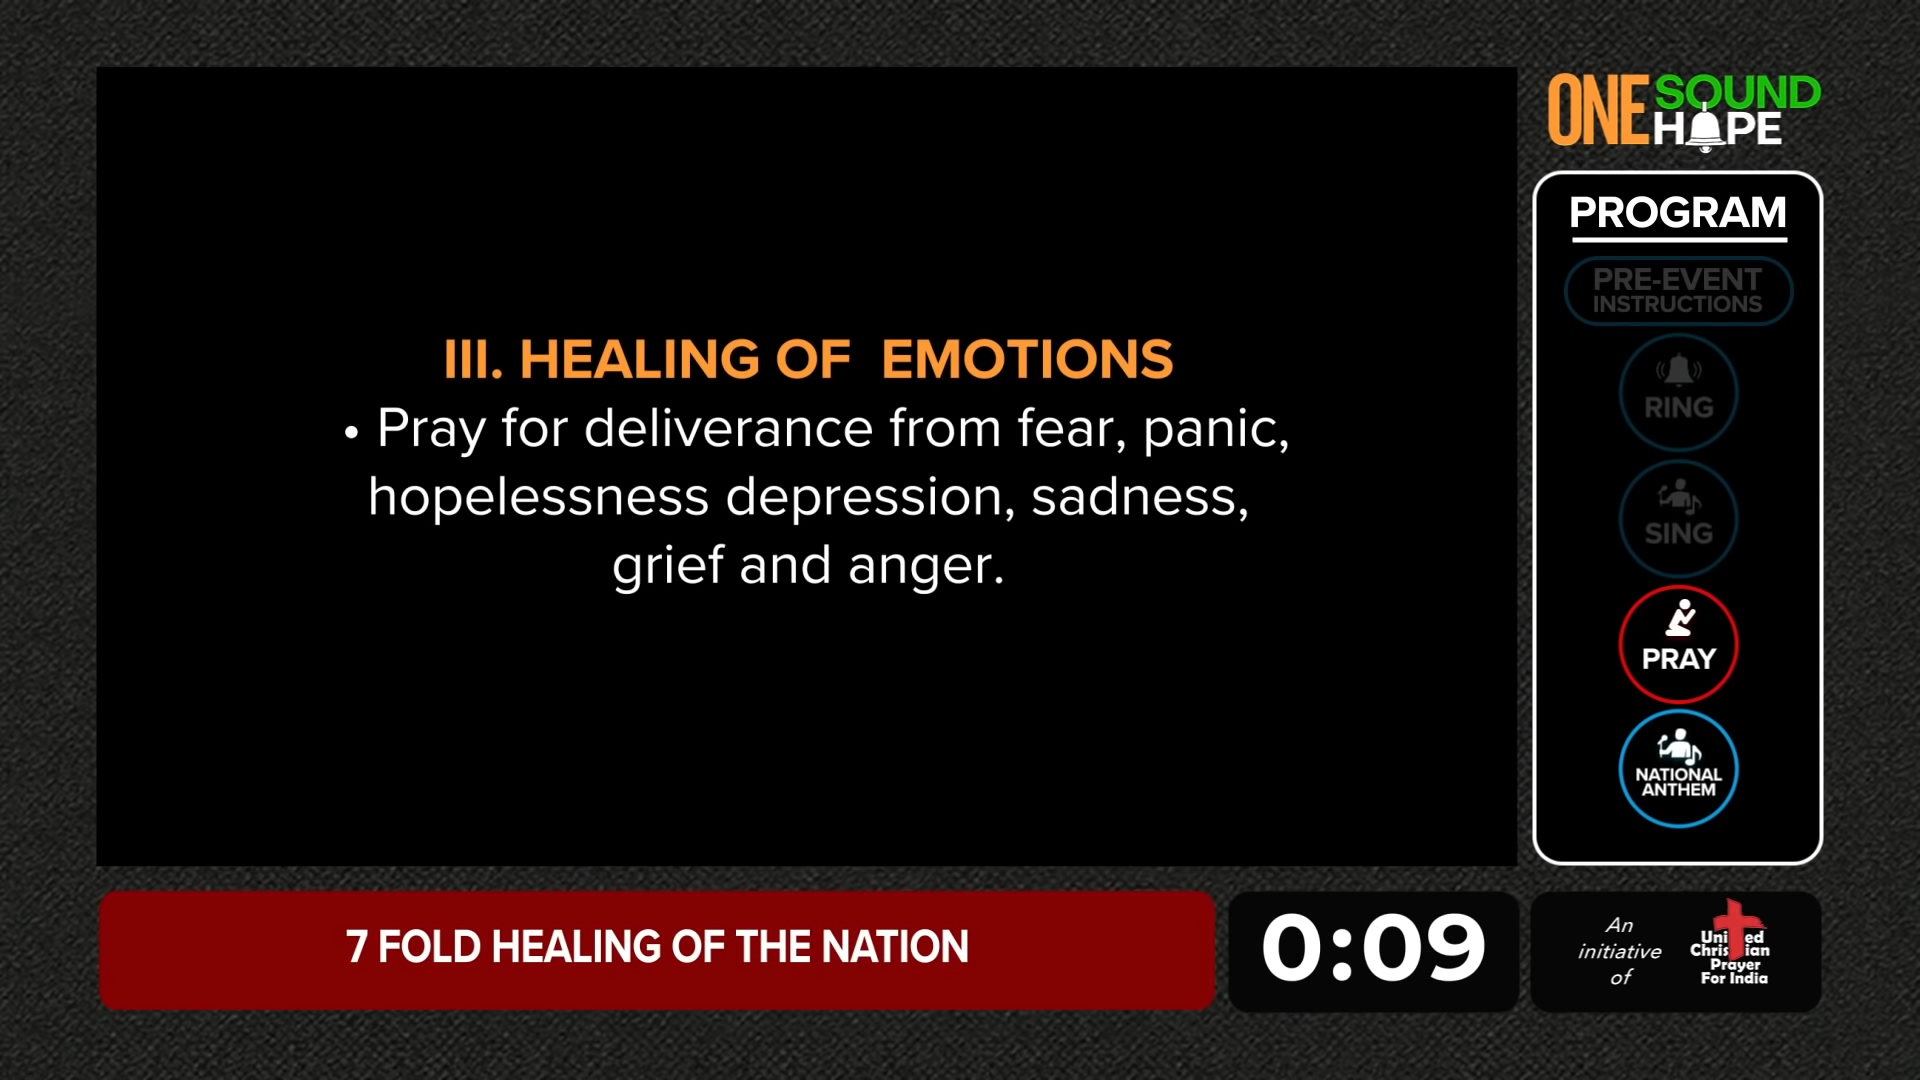 III. HEALING OF  EMOTIONS
• Pray for deliverance from fear, panic,
hopelessness depression, sadness,
grief and anger.
ONE SOUND
HOPE
PROGRAM
PRE-EVENT
INSTRUCTIONS
RING
SING
PRAY
NATIONAL
ANTHEM
7 FOLD HEALING OF THE NATION
0:09
An
initiative
of
United
Christian
Prayer
For India